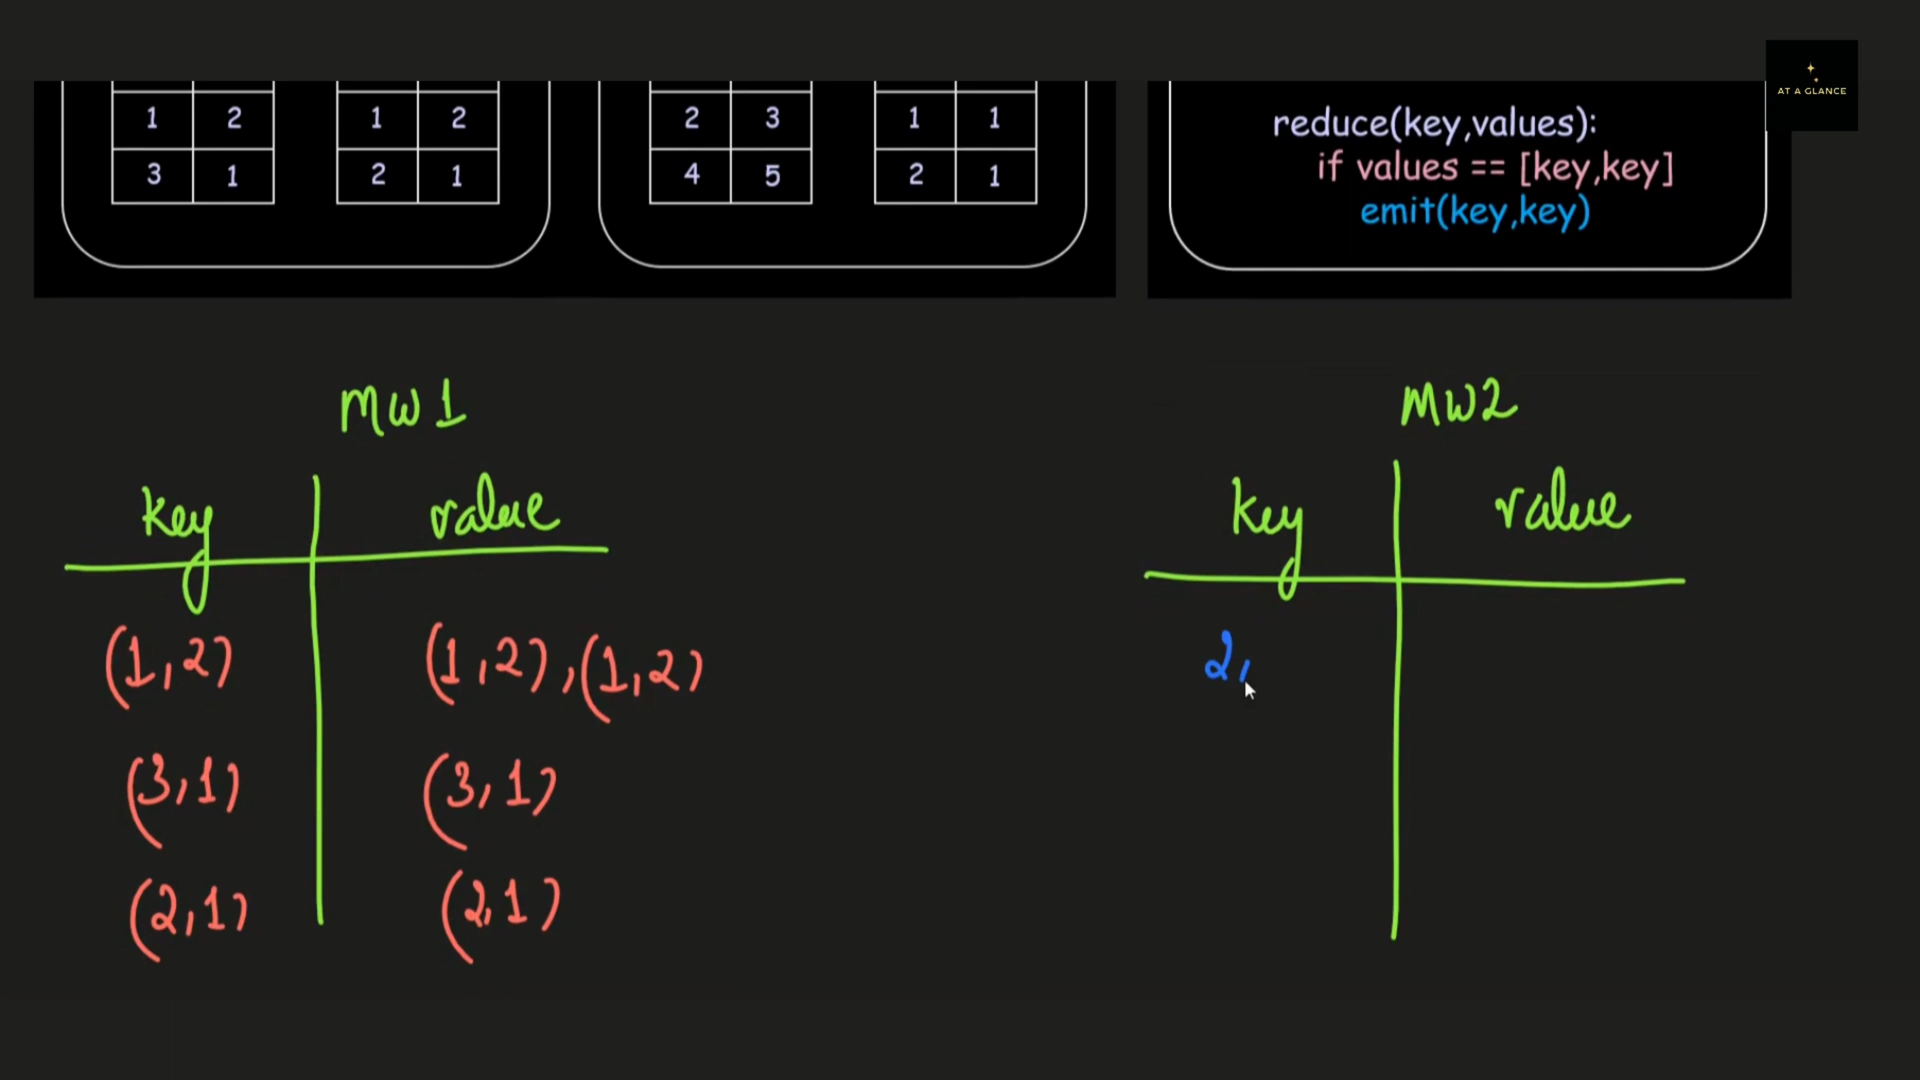 AT A GLANCE
1 2 1 2 2 3 1 1
3 1 2 1 4 5 2 1
reduce(key,values):
if values == [key,key]
emit(key,key)
MW1
key value
(1,2) (1,2),(1,2)
(3,1) (3,1)
(2,1) (2,1)
MW2
key value
2,